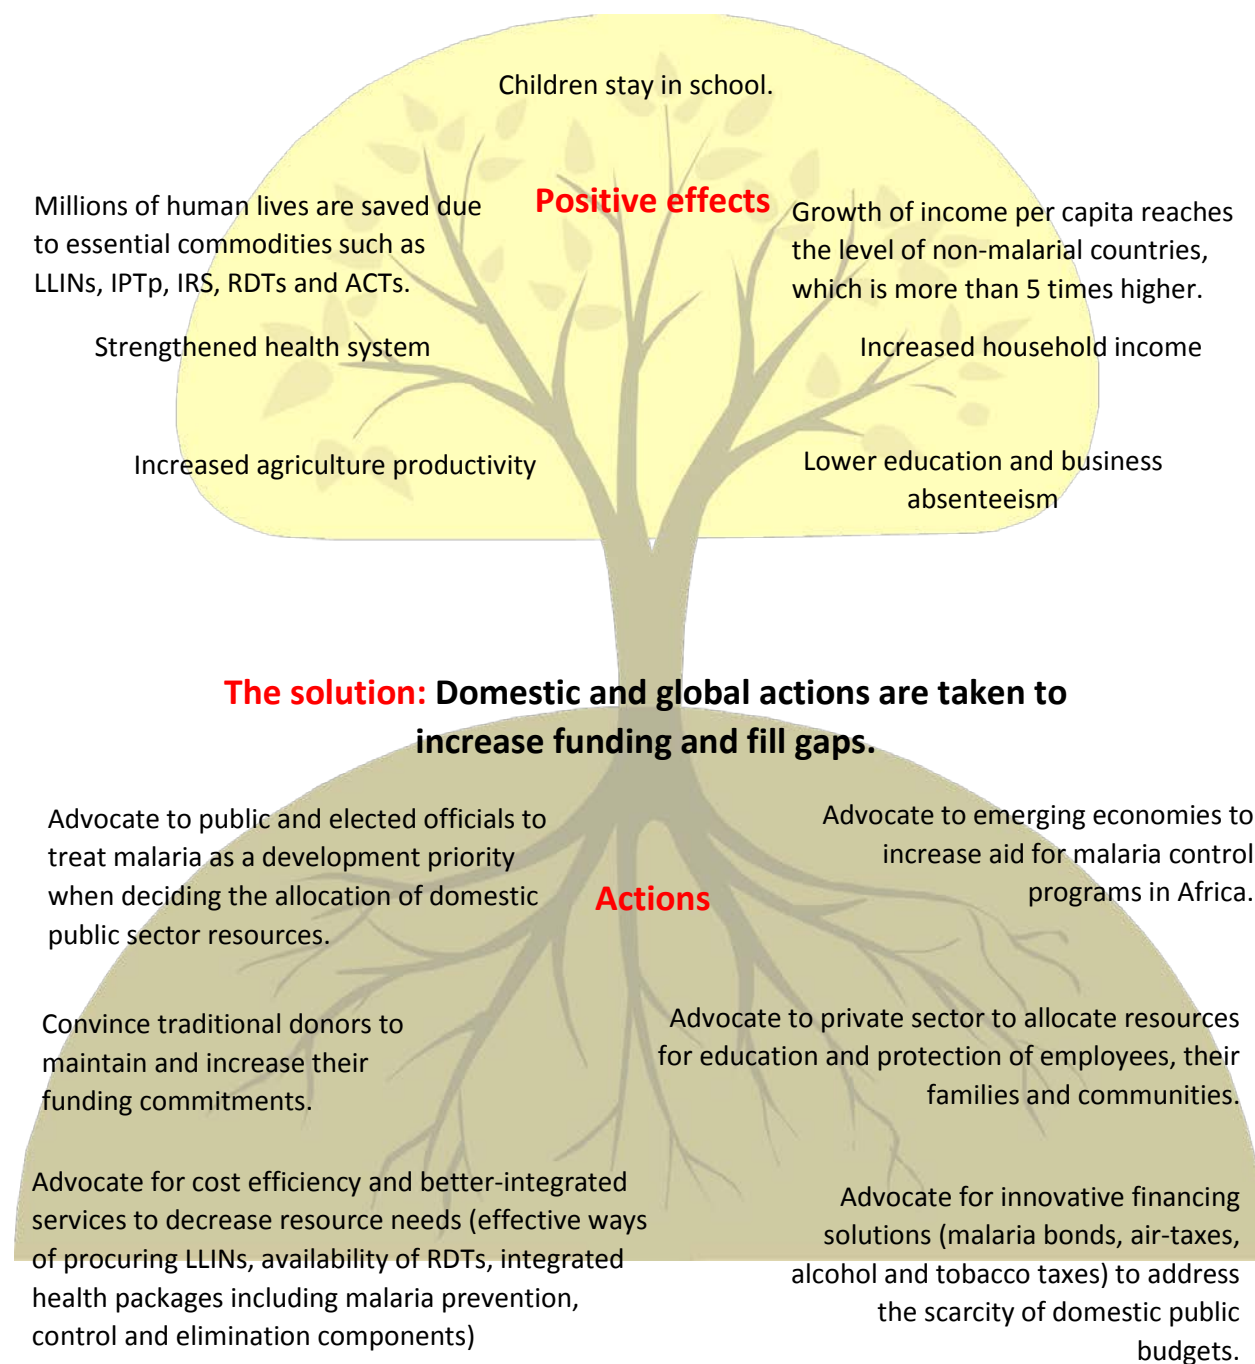 Children stay in school.
Positive effects
Millions of human lives are saved due
to essential commodities such as
LLINs, IPTp, IRS, RDTs and ACTs.
Growth of income per capita reaches
the level of non-malarial countries,
which is more than 5 times higher.
Strengthened health system
Increased household income
Increased agriculture productivity
Lower education and business
absenteeism
The solution: Domestic and global actions are taken to
increase funding and fill gaps.
Actions
Advocate to public and elected officials to
treat malaria as a development priority
when deciding the allocation of domestic
public sector resources.
Advocate to emerging economies to
increase aid for malaria control
programs in Africa.
Convince traditional donors to
maintain and increase their
funding commitments.
Advocate to private sector to allocate resources
for education and protection of employees, their
families and communities.
Advocate for cost efficiency and better-integrated
services to decrease resource needs (effective ways
of procuring LLINs, availability of RDTs, integrated
health packages including malaria prevention,
control and elimination components)
Advocate for innovative financing
solutions (malaria bonds, air-taxes,
alcohol and tobacco taxes) to address
the scarcity of domestic public
budgets.